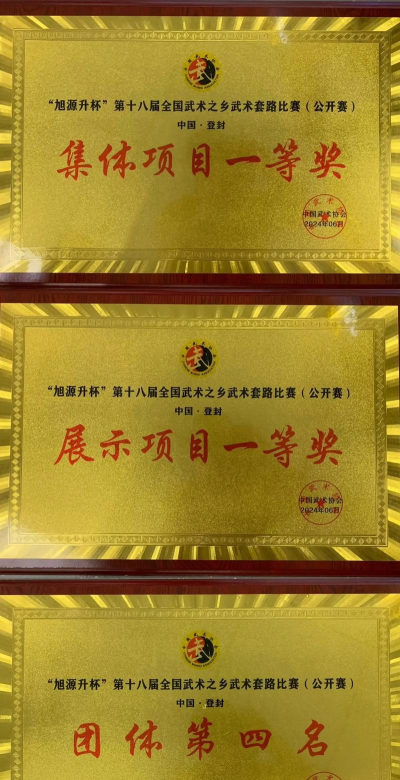 武
“旭源升杯”第十八届全国武术之乡武术套路比赛（公开赛）
中国·登封
集体项目一等奖
中国武术协会
2024年06月
武
“旭源升杯”第十八届全国武术之乡武术套路比赛（公开赛）
中国·登封
展示项目一等奖
中国武术协会
2024年06月
武
“旭源升杯”第十八届全国武术之乡武术套路比赛（公开赛）
中国·登封
团体第四名